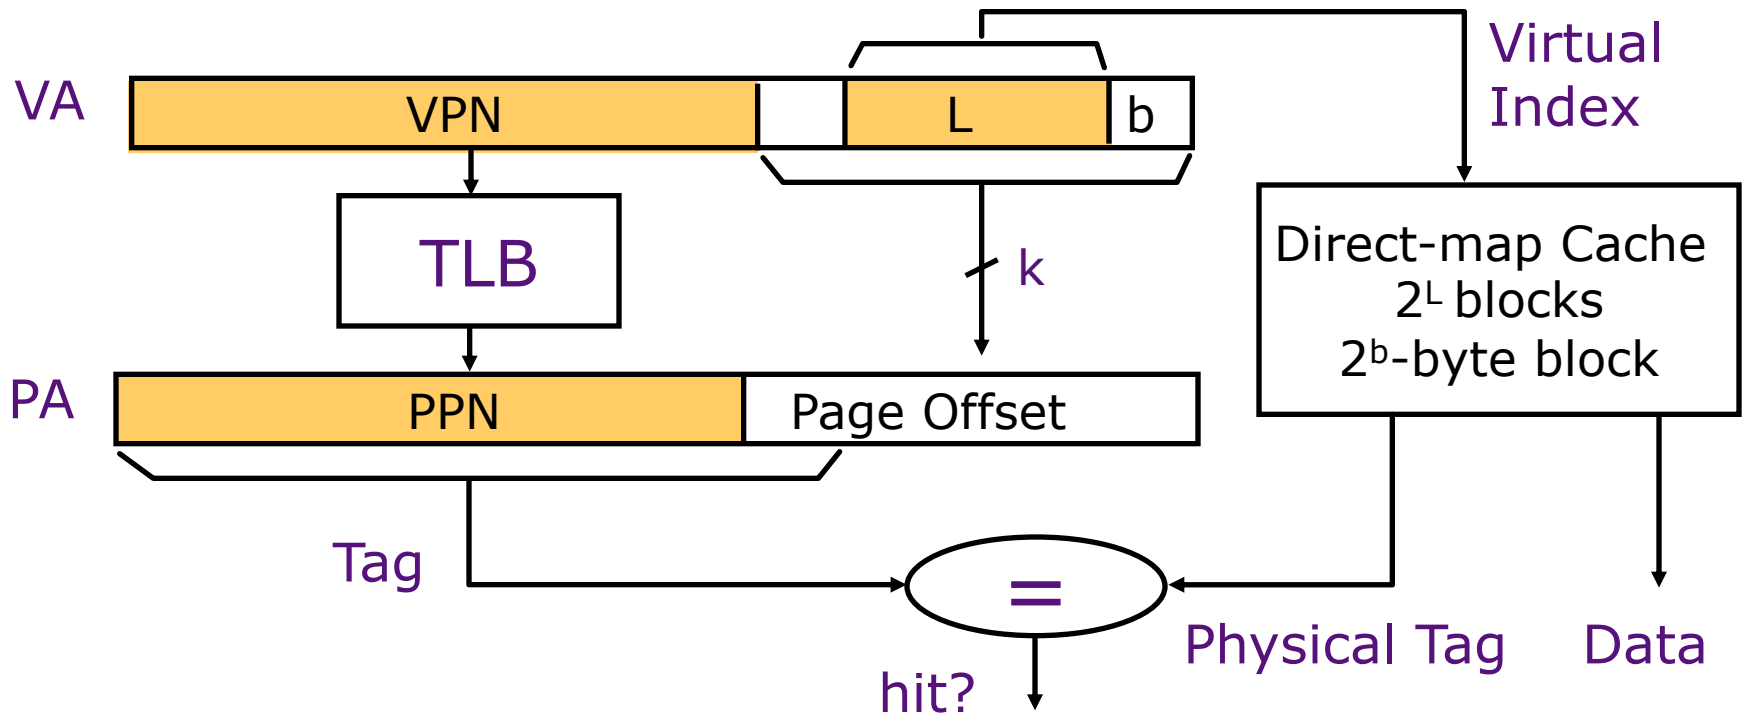 Virtual
Index
VA
VPN
L
b
TLB
k
Direct-map Cache
2ᴸ blocks
2ᵇ-byte block
PA
PPN
Page Offset
Tag
=
Physical Tag
Data
hit?